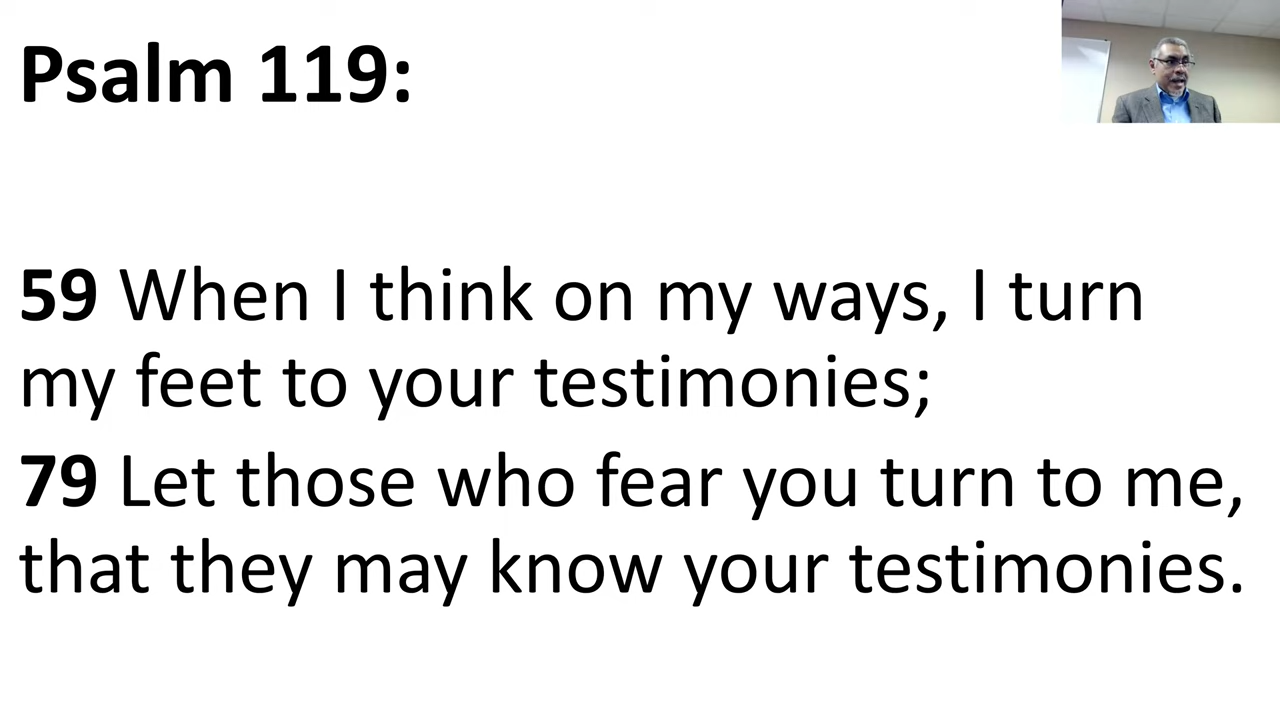 Psalm 119:
59 When I think on my ways, I turn
my feet to your testimonies;
79 Let those who fear you turn to me,
that they may know your testimonies.